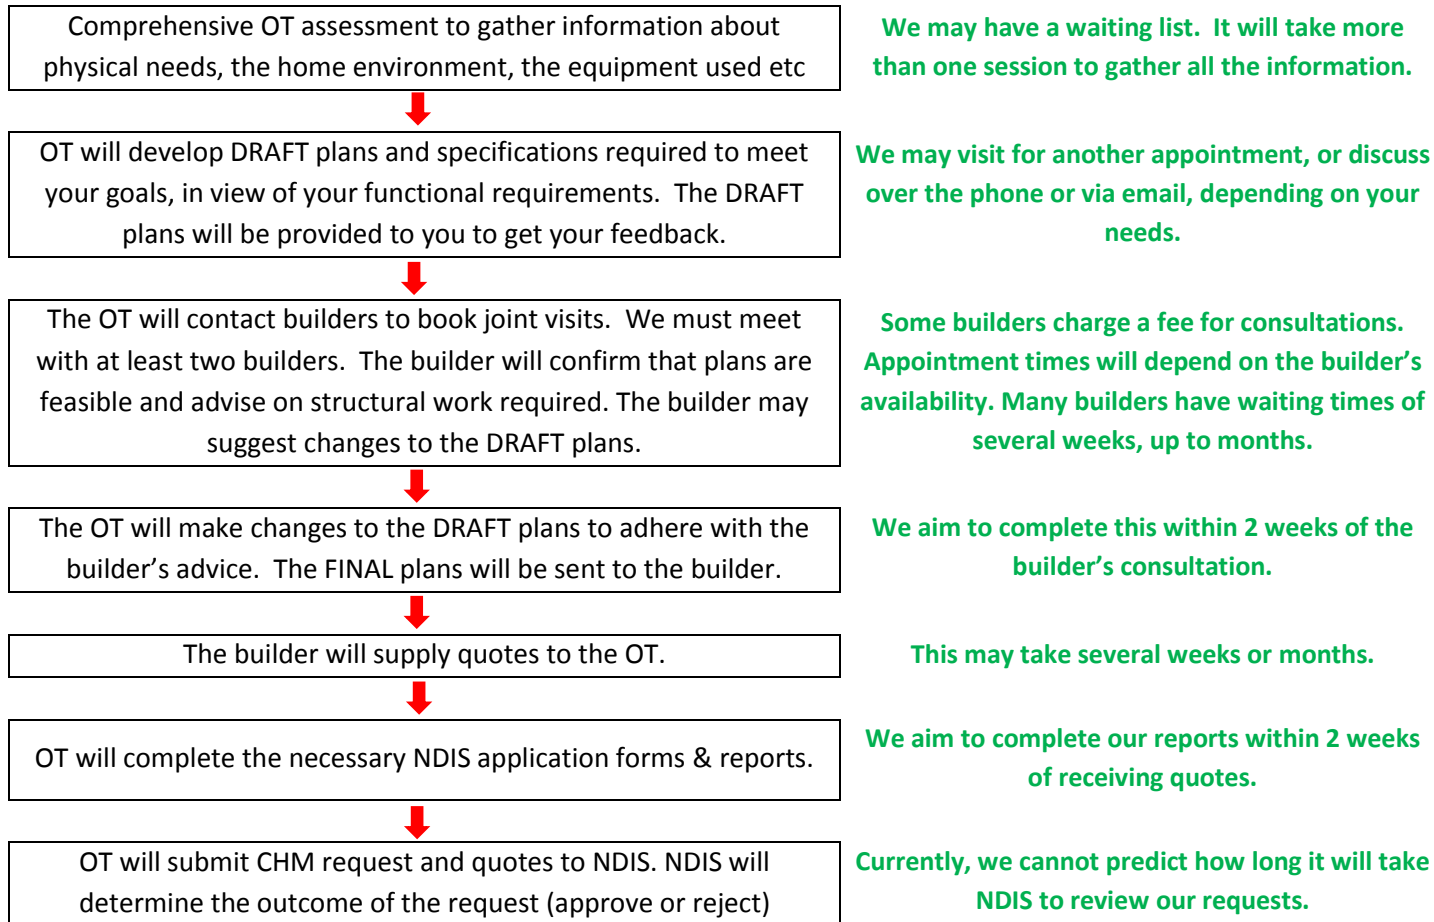 Comprehensive OT assessment to gather information about
physical needs, the home environment, the equipment used etc
We may have a waiting list.  It will take more
than one session to gather all the information.
OT will develop DRAFT plans and specifications required to meet
your goals, in view of your functional requirements.  The DRAFT
plans will be provided to you to get your feedback.
We may visit for another appointment, or discuss
over the phone or via email, depending on your
needs.
The OT will contact builders to book joint visits.  We must meet
with at least two builders.  The builder will confirm that plans are
feasible and advise on structural work required. The builder may
suggest changes to the DRAFT plans.
Some builders charge a fee for consultations.
Appointment times will depend on the builder’s
availability. Many builders have waiting times of
several weeks, up to months.
The OT will make changes to the DRAFT plans to adhere with the
builder’s advice.  The FINAL plans will be sent to the builder.
We aim to complete this within 2 weeks of the
builder’s consultation.
The builder will supply quotes to the OT.
This may take several weeks or months.
OT will complete the necessary NDIS application forms & reports.
We aim to complete our reports within 2 weeks
of receiving quotes.
OT will submit CHM request and quotes to NDIS. NDIS will
determine the outcome of the request (approve or reject)
Currently, we cannot predict how long it will take
NDIS to review our requests.